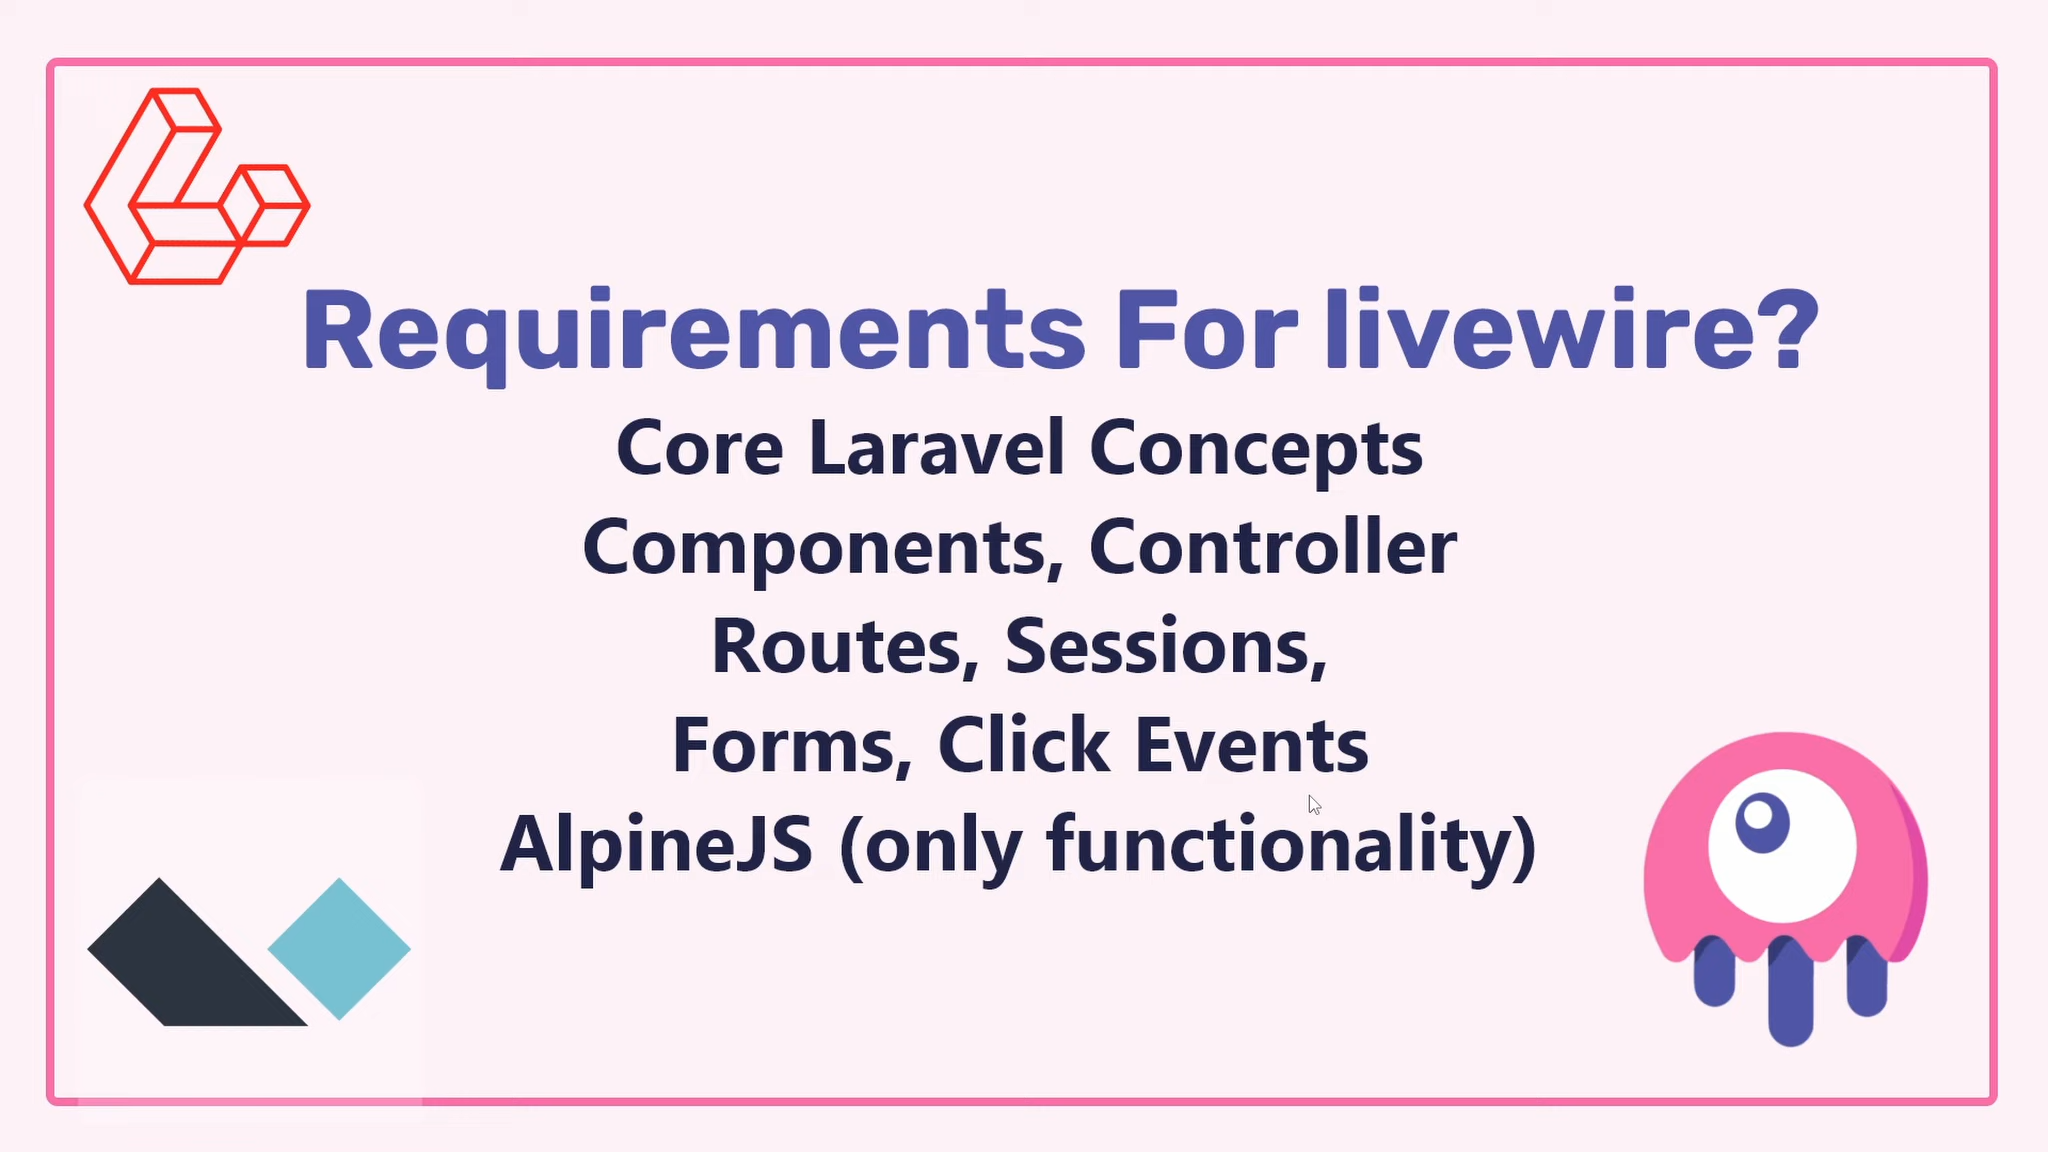 Requirements For livewire?
Core Laravel Concepts
Components, Controller
Routes, Sessions,
Forms, Click Events
AlpineJS (only functionality)